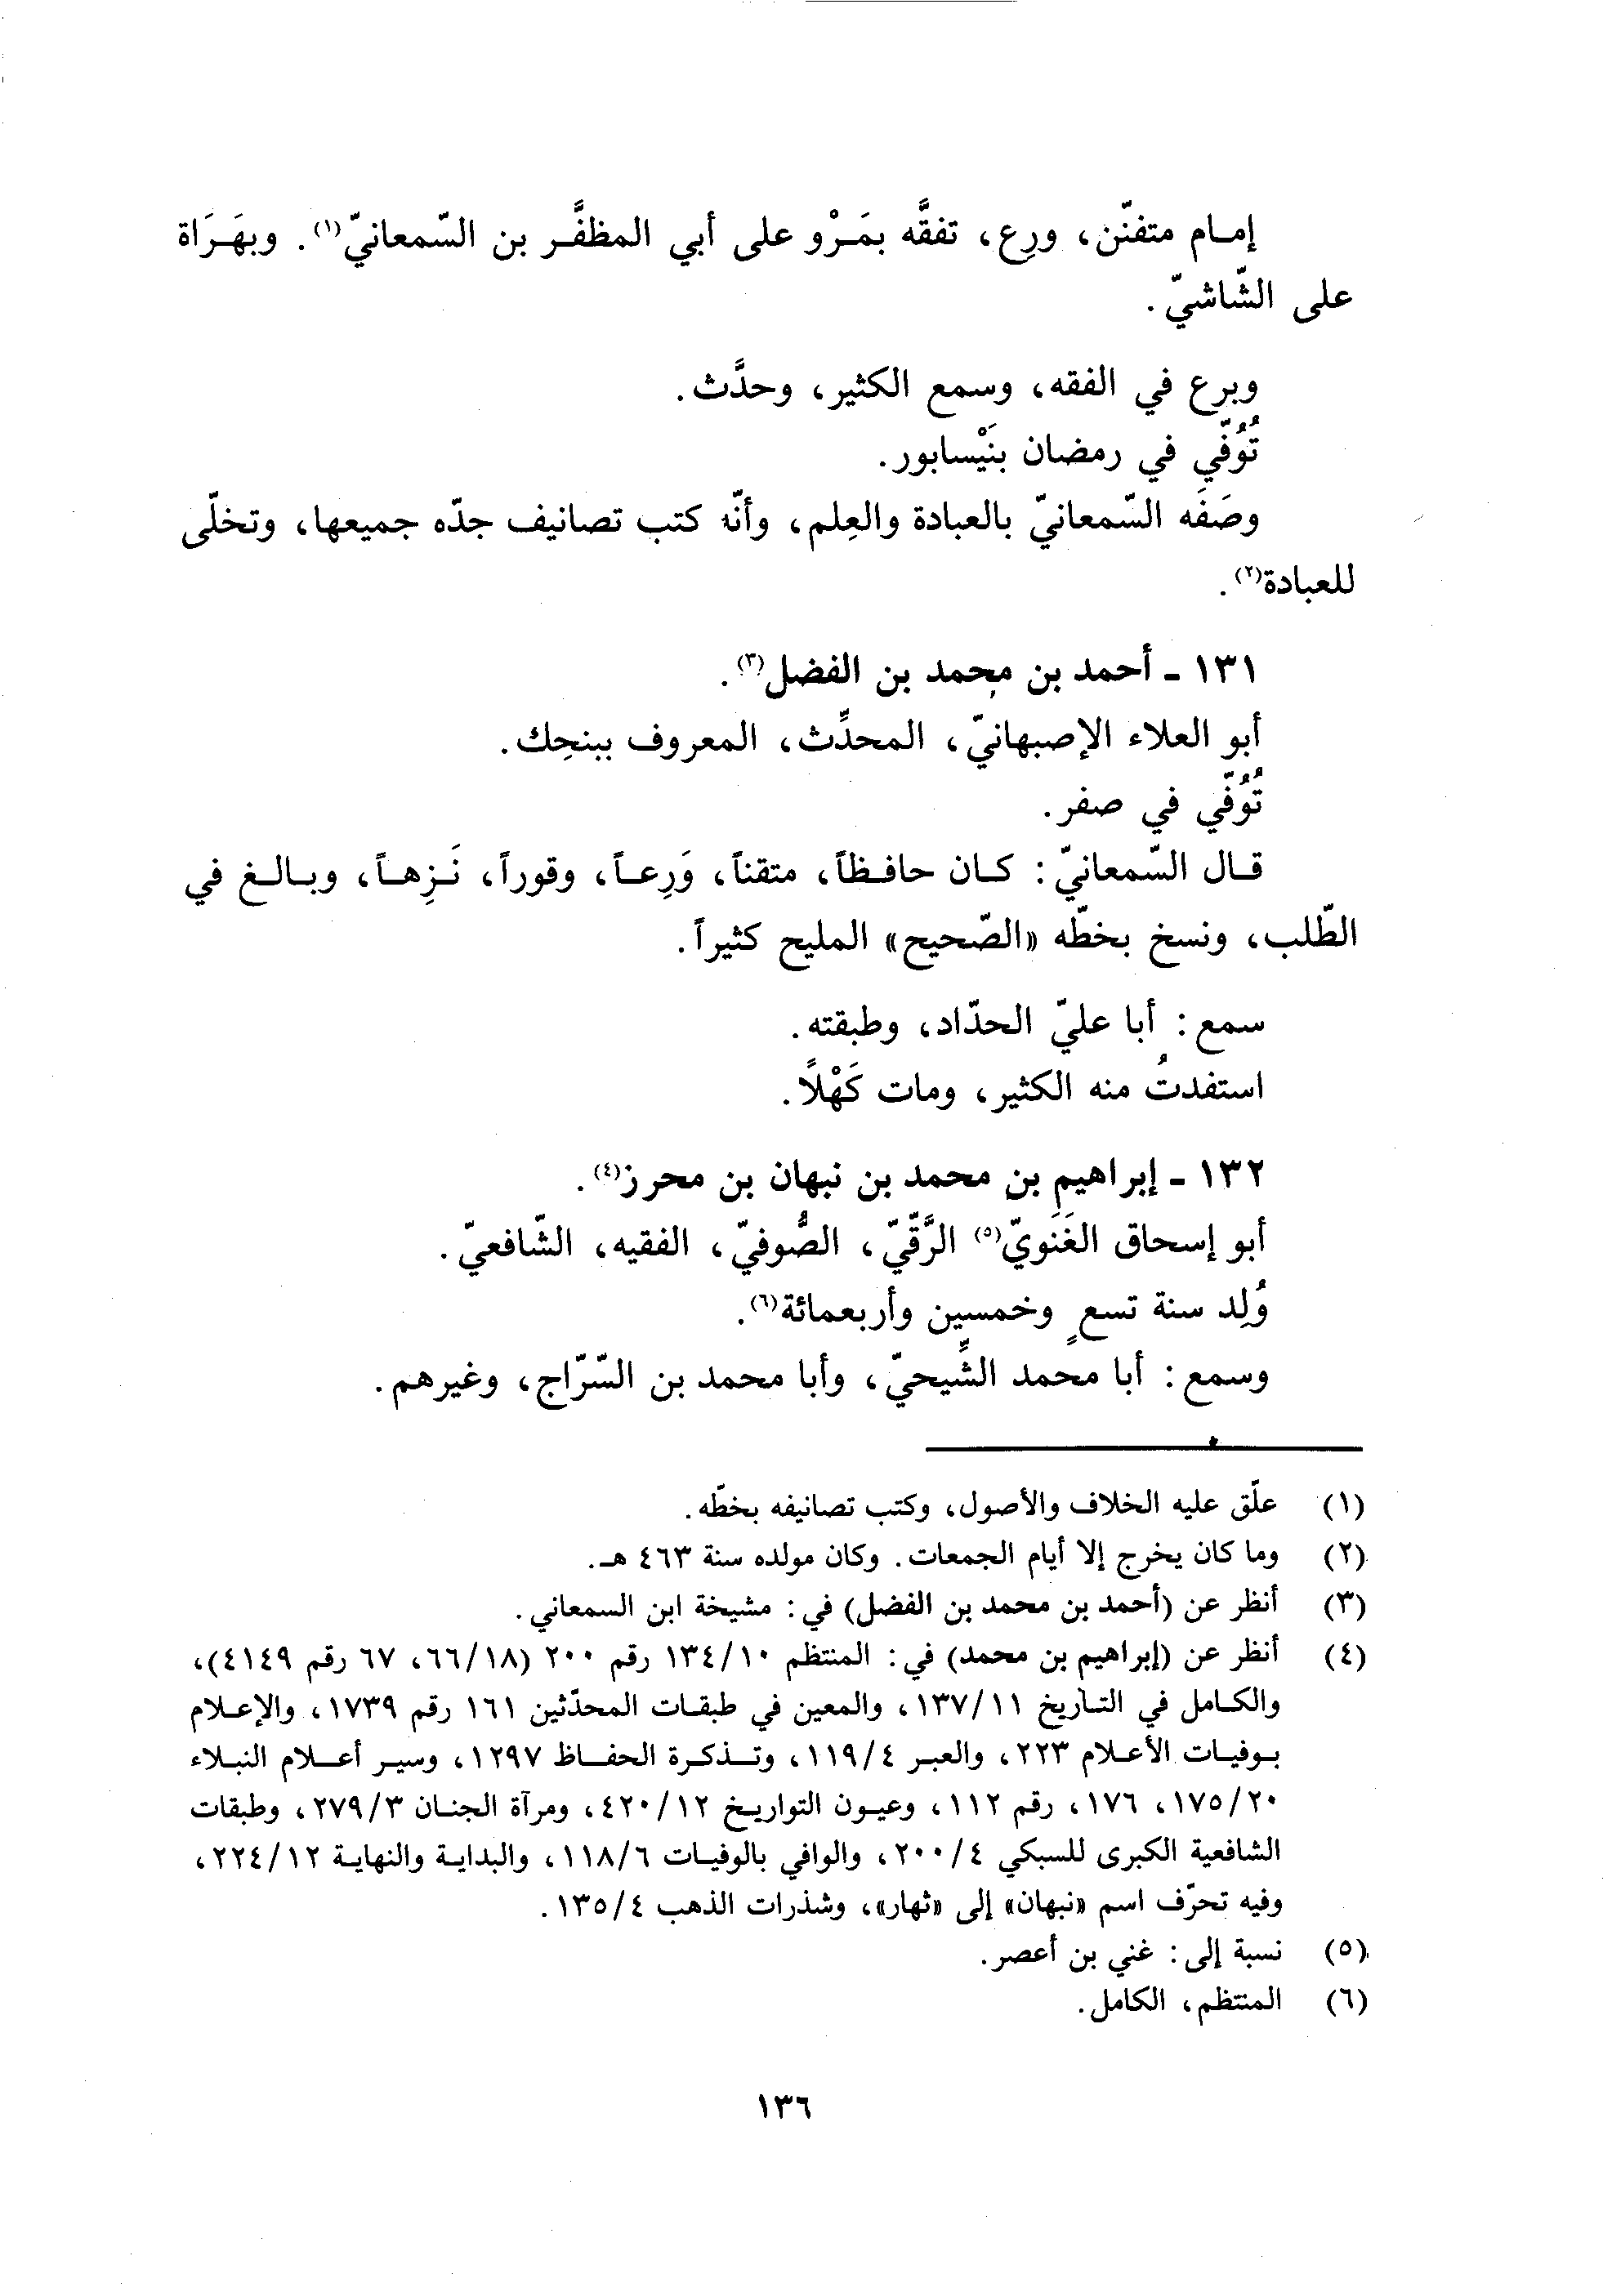 إمام متفنّن، ورِع، تفقَّه بمَرْو على أبي المظفَّر بن السّمعانيّ(١). وبهَرَاة
على الشّاشيّ.
وبرع في الفقه، وسمع الكثير، وحدَّث.
تُوُفّي في رمضان بنَيْسابور.
وصَفَه السّمعانيّ بالعبادة والعِلم، وأنّه كتب تصانيف جدّه جميعها، وتخلّى
للعبادة(٢).
١٣١ ـ أحمد بن محمد بن الفضل(٣).
أبو العلاء الإصبهانيّ، المحدِّث، المعروف ببنجِك.
تُوُفّي في صفر.
قال السّمعانيّ: كان حافظاً، متقناً، وَرِعاً، وقوراً، نَزِهاً، وبالغ في
الطّلب، ونسخ بخطّه «الصّحيح» المليح كثيراً.
سمع: أبا عليّ الحدّاد، وطبقته.
استفدتُ منه الكثير، ومات كَهْلاً.
١٣٢ ـ إبراهيم بن محمد بن نبهان بن محرز(٤).
أبو إسحاق الغَنَويّ(٥) الرَّقّيّ، الصُّوفيّ، الفقيه، الشّافعيّ.
وُلِد سنة تسعٍ وخمسين وأربعمائة(٦).
وسمع: أبا محمد الشِّيحيّ، وأبا محمد بن السّرّاج، وغيرهم.
(١) علّق عليه الخلاف والأصول، وكتب تصانيفه بخطّه.
(٢) وما كان يخرج إلا أيام الجمعات. وكان مولده سنة ٤٦٣ هـ.
(٣) أنظر عن (أحمد بن محمد بن الفضل) في: مشيخة ابن السمعاني.
(٤) أنظر عن (إبراهيم بن محمد) في: المنتظم ١٣٤/١٠ رقم ٢٠٠ (٦٦/١٨، ٦٧ رقم ٤١٤٩)،
والكامل في التاريخ ١٣٧/١١، والمعين في طبقات المحدّثين ١٦١ رقم ١٧٣٩، والإعلام
بوفيات الأعلام ٢٢٣، والعبر ١١٩/٤، وتذكرة الحفاظ ١٢٩٧، وسير أعلام النبلاء
١٧٥/٢٠، ١٧٦، رقم ١١٢، وعيون التواريخ ٤٢٠/١٢، ومرآة الجنان ٢٧٩/٣، وطبقات
الشافعية الكبرى للسبكي ٢٠٠/٤، والوافي بالوفيات ١١٨/٦، والبداية والنهاية ٢٢٤/١٢،
وفيه تحرّف اسم «نبهان» إلى «ثهار»، وشذرات الذهب ١٣٥/٤.
(٥) نسبة إلى: غني بن أعصر.
(٦) المنتظم، الكامل.
١٣٦